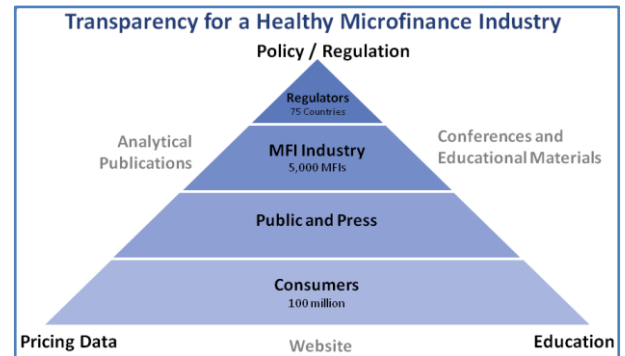 Transparency for a Healthy Microfinance Industry
Policy / Regulation
Regulators
75 Countries
Analytical
Publications
Conferences and
Educational Materials
MFI Industry
5,000 MFIs
Public and Press
Consumers
100 million
Pricing Data
Website
Education